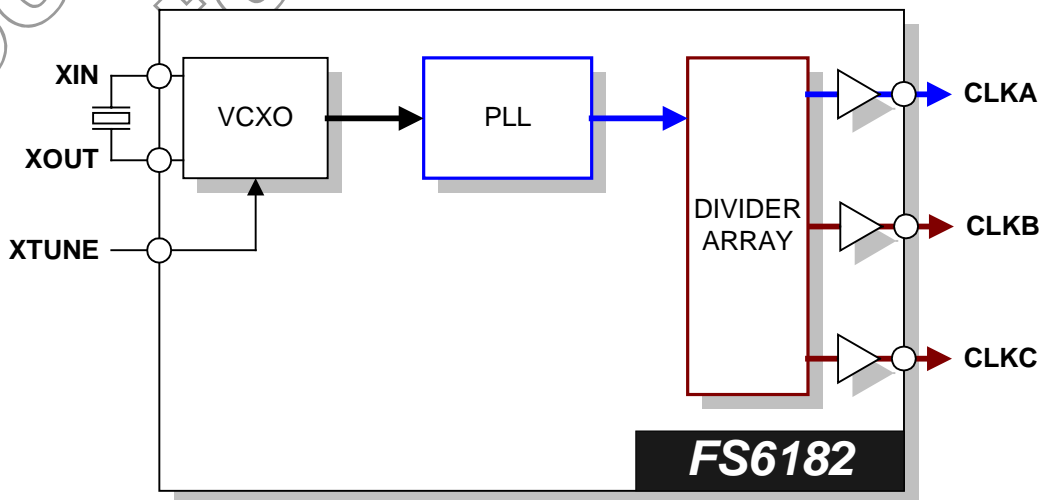 XIN
XOUT
XTUNE
VCXO
PLL
DIVIDER
ARRAY
CLKA
CLKB
CLKC
FS6182